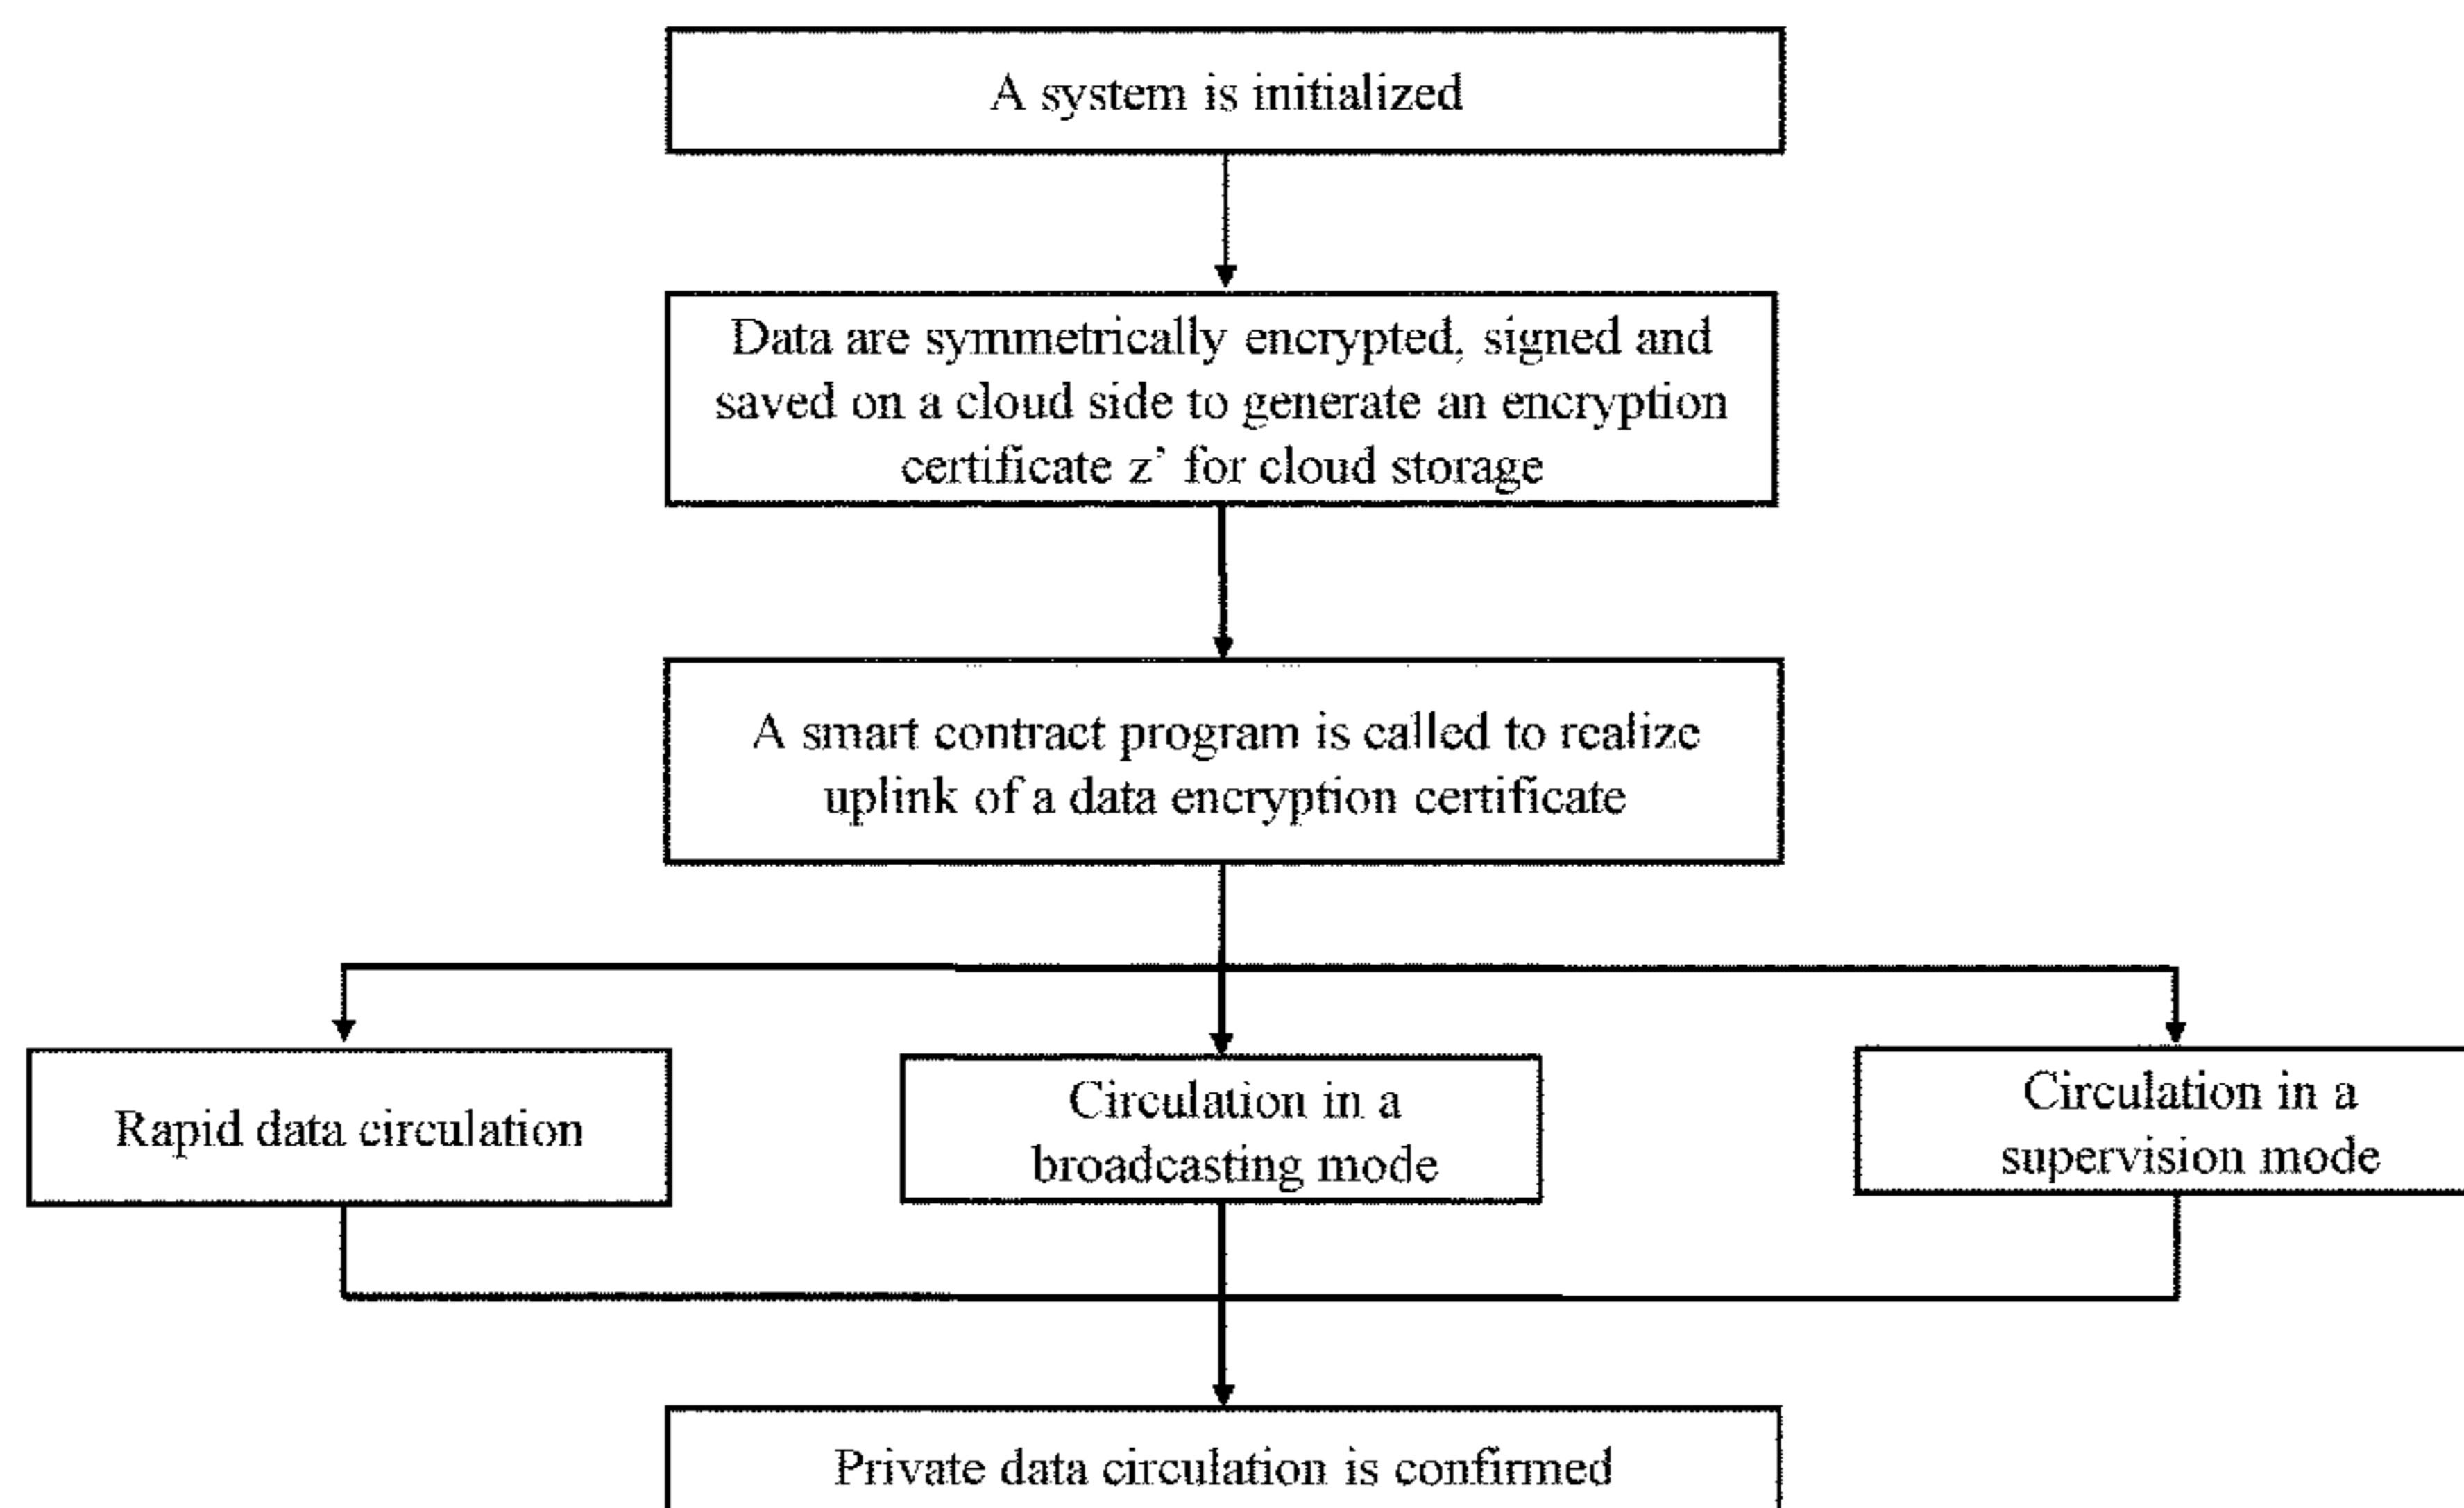 A system is initialized
Data are symmetrically encrypted, signed and
saved on a cloud side to generate an encryption
certificate z’ for cloud storage
A smart contract program is called to realize
uplink of a data encryption certificate
Rapid data circulation
Circulation in a
broadcasting mode
Circulation in a
supervision mode
Private data circulation is confirmed